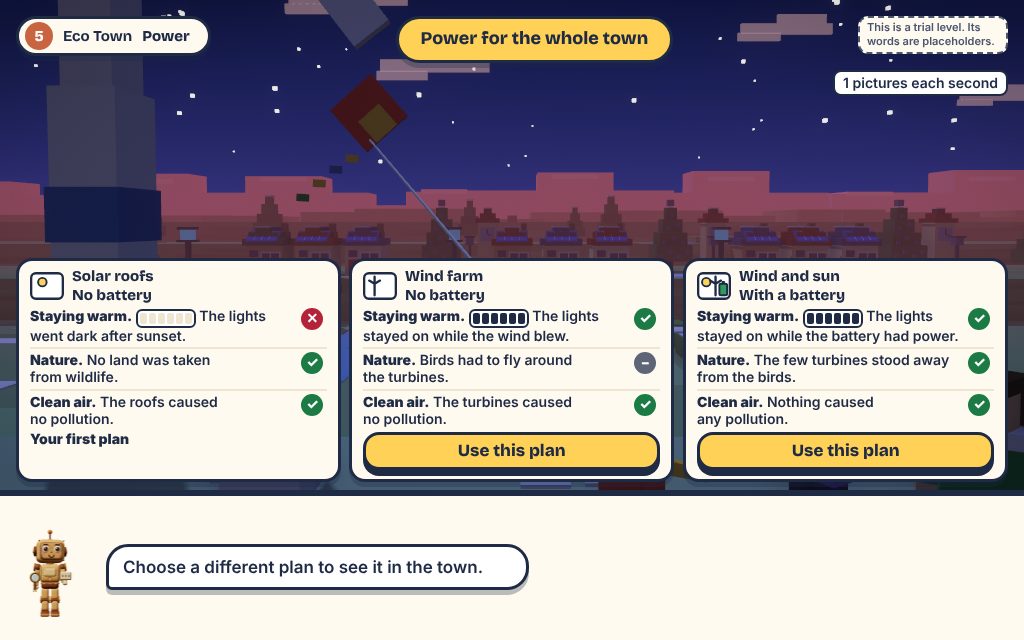 5 Eco Town Power
Power for the whole town
This is a trial level. Its
words are placeholders.
1 pictures each second
Solar roofs
No battery
Staying warm. The lights
went dark after sunset.
Nature. No land was taken
from wildlife.
Clean air. The roofs caused
no pollution.
Your first plan
Wind farm
No battery
Staying warm. The lights
stayed on while the wind blew.
Nature. Birds had to fly around
the turbines.
Clean air. The turbines caused
no pollution.
Use this plan
Wind and sun
With a battery
Staying warm. The lights
stayed on while the battery had power.
Nature. The few turbines stood away
from the birds.
Clean air. Nothing caused
any pollution.
Use this plan
Choose a different plan to see it in the town.